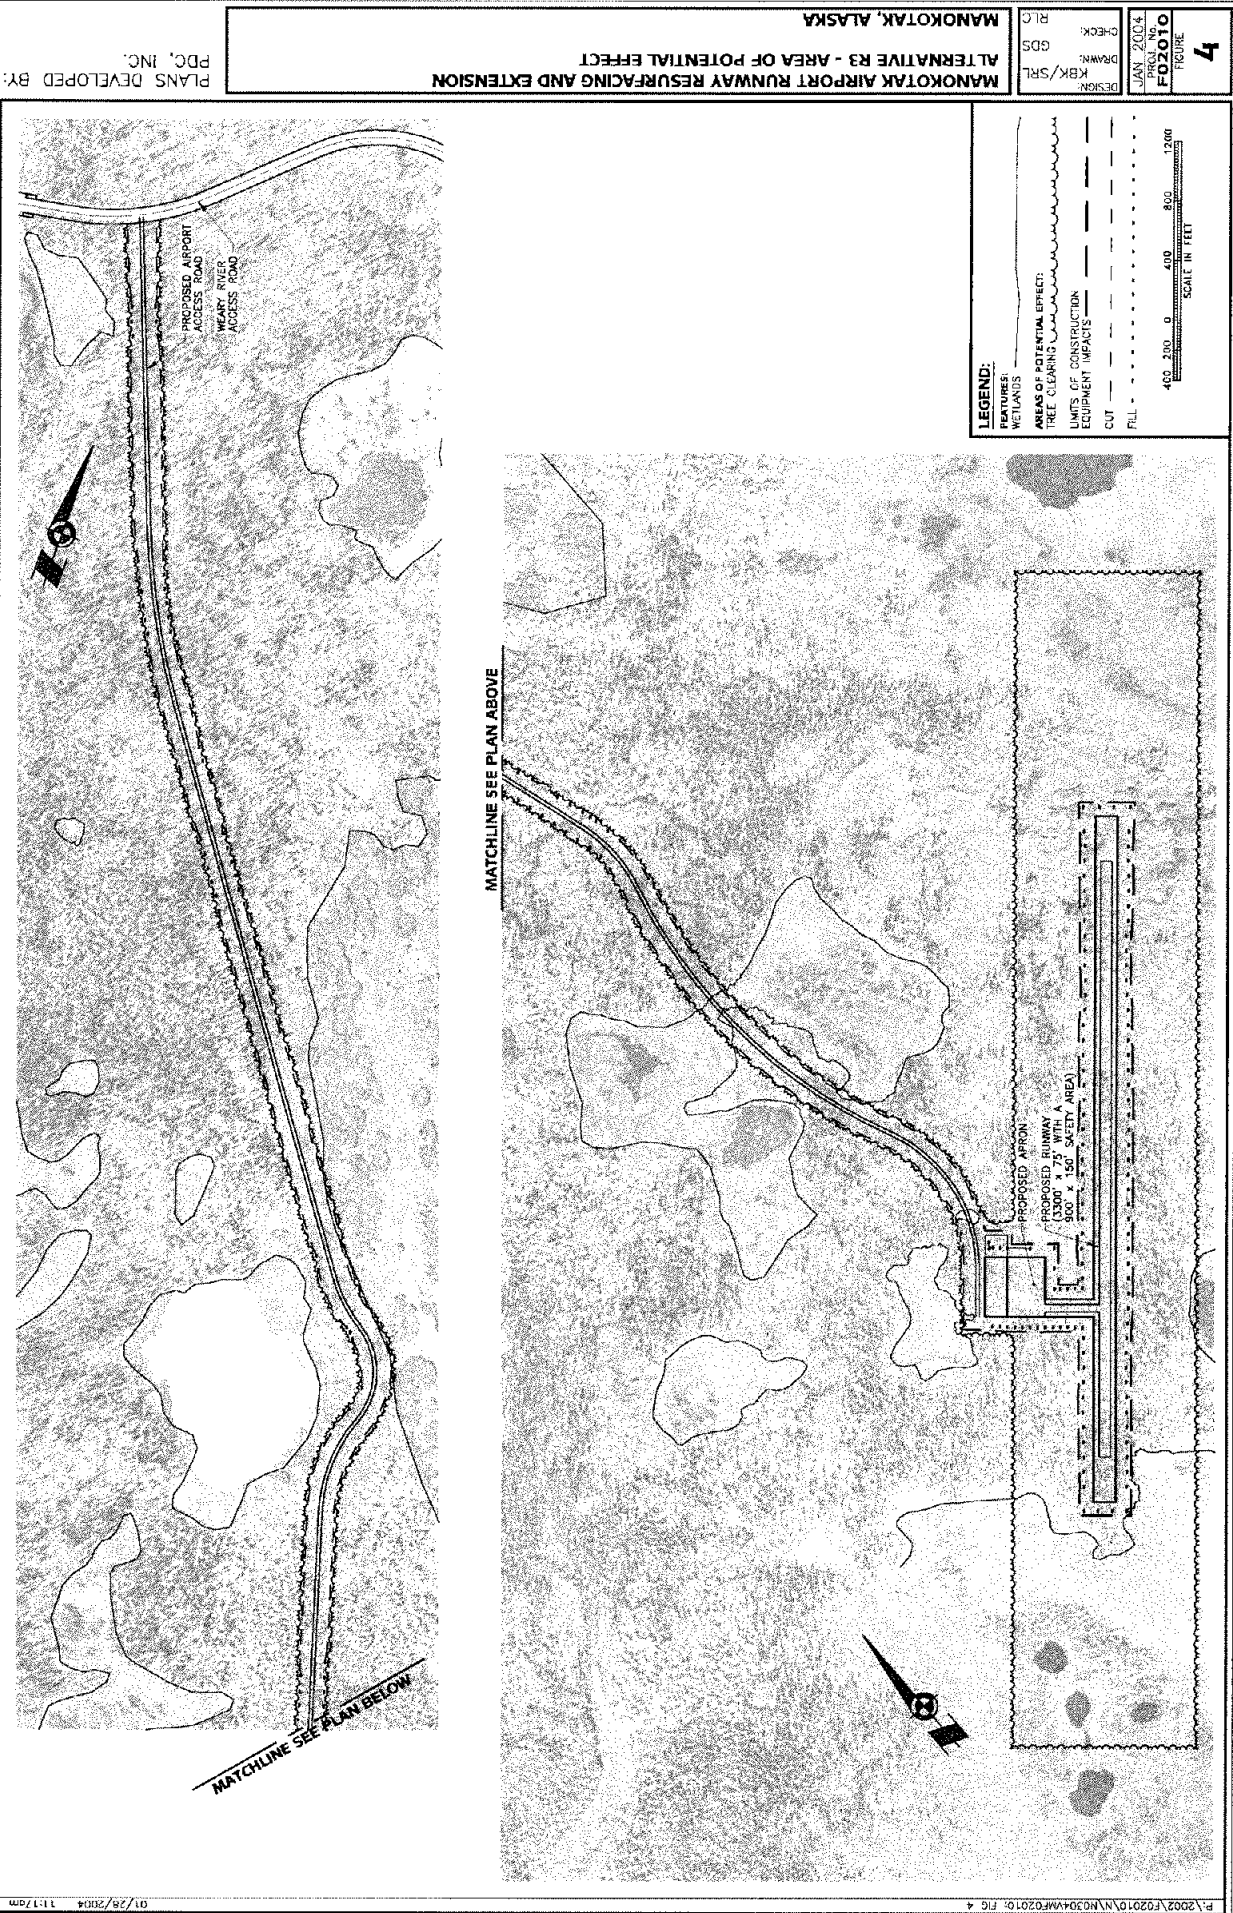 PLANS DEVELOPED BY:
PDC, INC.
MANOKOTAK AIRPORT RUNWAY RESURFACING AND EXTENSION
ALTERNATIVE R3 - AREA OF POTENTIAL EFFECT
MANOKOTAK, ALASKA
DESIGN:
KBK/SRL
DRAWN:
GDS
CHECK:
RLC
JAN 2004
PROJ. No.
F02010
FIGURE
4
PROPOSED AIRPORT
ACCESS ROAD
WEARY RIVER
ACCESS ROAD
MATCHLINE SEE PLAN BELOW
MATCHLINE SEE PLAN ABOVE
PROPOSED APRON
PROPOSED RUNWAY
(3300' x 75' WITH A
900' x 150' SAFETY AREA)
LEGEND:
FEATURES:
WETLANDS
AREAS OF POTENTIAL EFFECT:
TREE CLEARING
LIMITS OF CONSTRUCTION
EQUIPMENT IMPACTS
CUT
FILL
400 200 0 400 800 1200
SCALE IN FEET
01/28/2004 11:17am